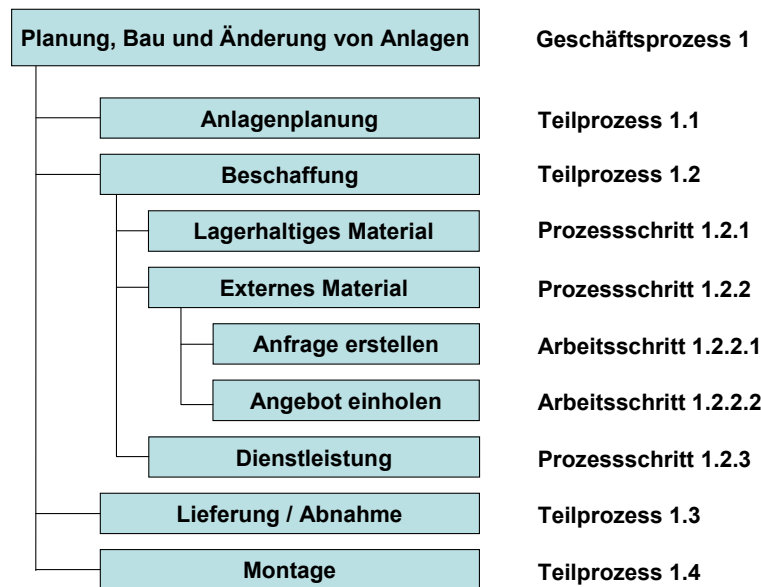 Planung, Bau und Änderung von Anlagen Geschäftsprozess 1
Anlagenplanung Teilprozess 1.1
Beschaffung Teilprozess 1.2
Lagerhaltiges Material Prozessschritt 1.2.1
Externes Material Prozessschritt 1.2.2
Anfrage erstellen Arbeitsschritt 1.2.2.1
Angebot einholen Arbeitsschritt 1.2.2.2
Dienstleistung Prozessschritt 1.2.3
Lieferung / Abnahme Teilprozess 1.3
Montage Teilprozess 1.4